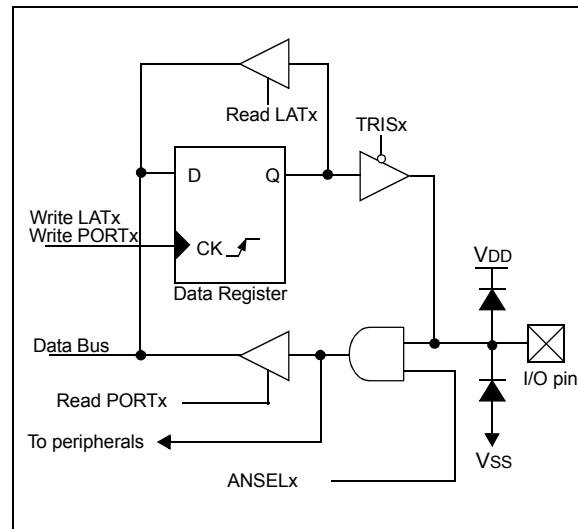 Read LATx
TRISx
D
Q
Write LATx
Write PORTx
CK
Data Register
VDD
Data Bus
I/O pin
Read PORTx
To peripherals
VSS
ANSELx